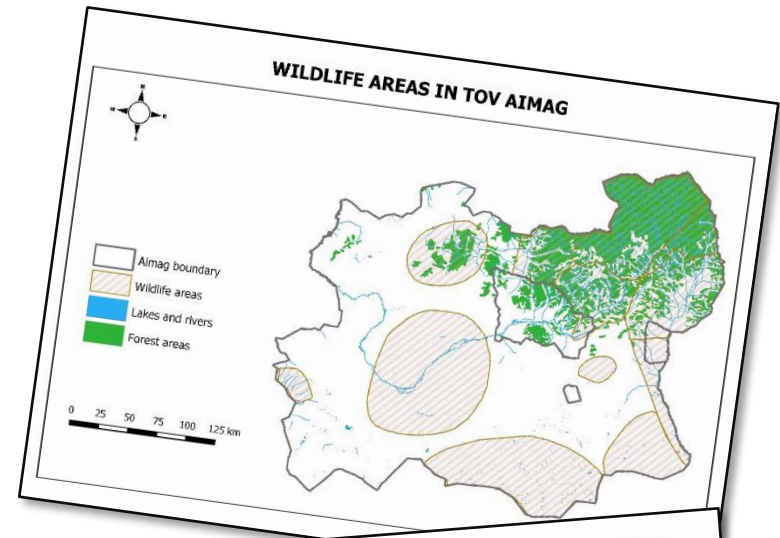 WILDLIFE AREAS IN TOV AIMAG
N
W E
S
Aimag boundary
Wildlife areas
Lakes and rivers
Forest areas
0 25 50 75 100 125 km